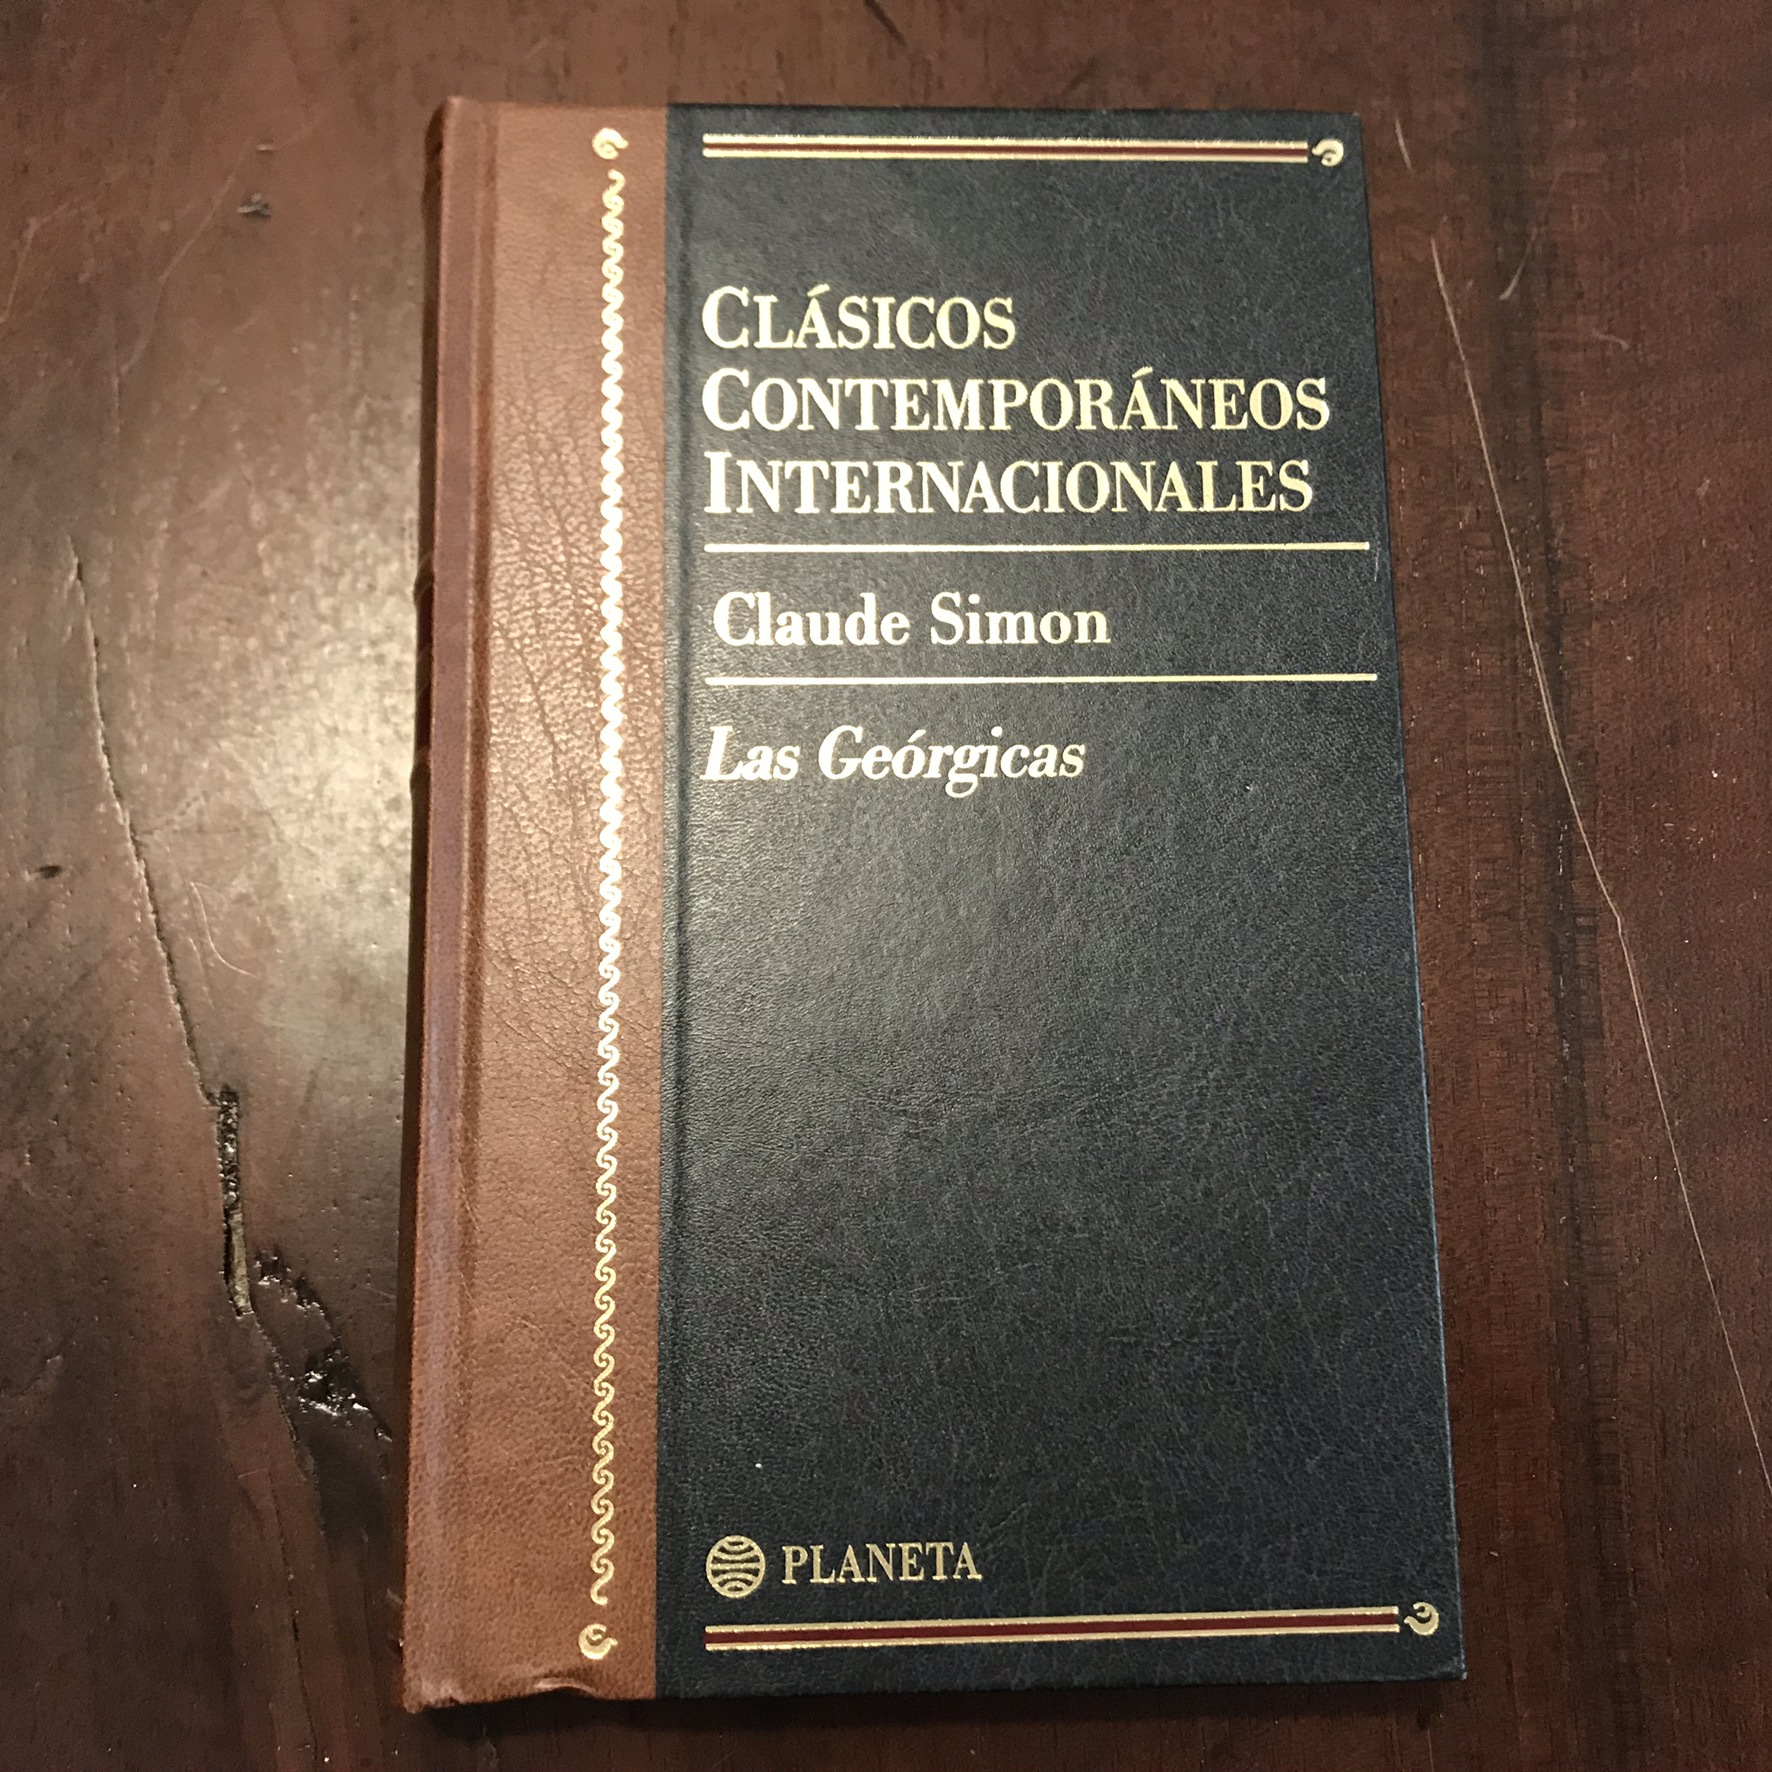 CLÁSICOS
CONTEMPORÁNEOS
INTERNACIONALES
Claude Simon
Las Geórgicas
PLANETA